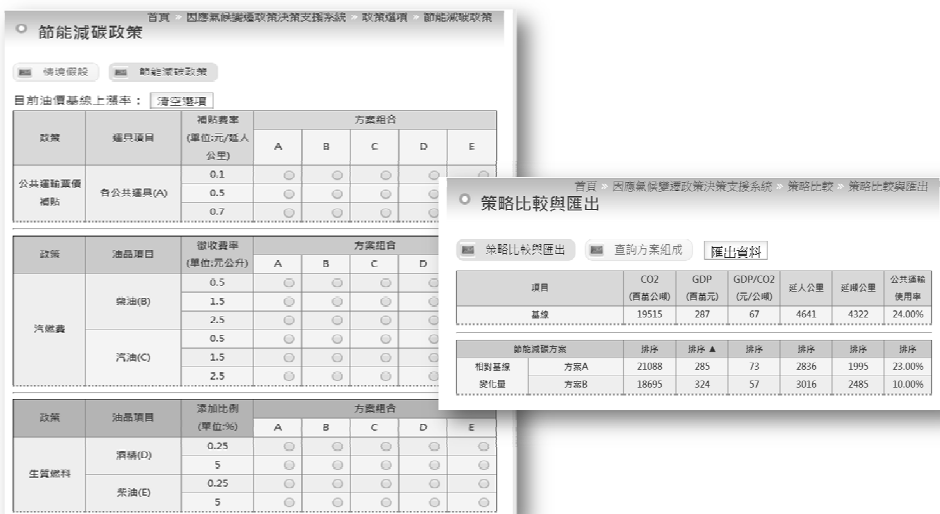 首頁 » 因應氣候變遷政策決策支援系統 » 政策選項 » 節能減碳政策
節能減碳政策
情境假設 節能減碳政策
目前油價基線上漲率： 清空選項
政策 運具項目 補貼費率 (單位:元/延人公里) 方案組合
A B C D E
公共運輸票價補貼 各公共運具(A) 0.1
0.5
0.7
政策 油品項目 徵收費率 (單位:元公升) 方案組合
A B C D
汽燃費 柴油(B) 0.5
1.5
2.5
汽油(C) 0.5
1.5
2.5
政策 油品項目 添加比例 (單位:%) 方案組合
A B C D E
生質燃料 酒精(D) 0.25
5
柴油(E) 0.25
5
首頁 » 因應氣候變遷政策決策支援系統 » 策略比較 » 策略比較與匯出
策略比較與匯出
策略比較與匯出 查詢方案組成 匯出資料
項目 CO2 (百萬公噸) GDP (百萬元) GDP/CO2 (元/公噸) 延人公里 延噸公里 公共運輸使用率
基線 19515 287 67 4641 4322 24.00%
節能減碳方案 排序 排序 ▲ 排序 排序 排序 排序
相對基線變化量 方案A 21088 285 73 2836 1995 23.00%
方案B 18695 324 57 3016 2485 10.00%